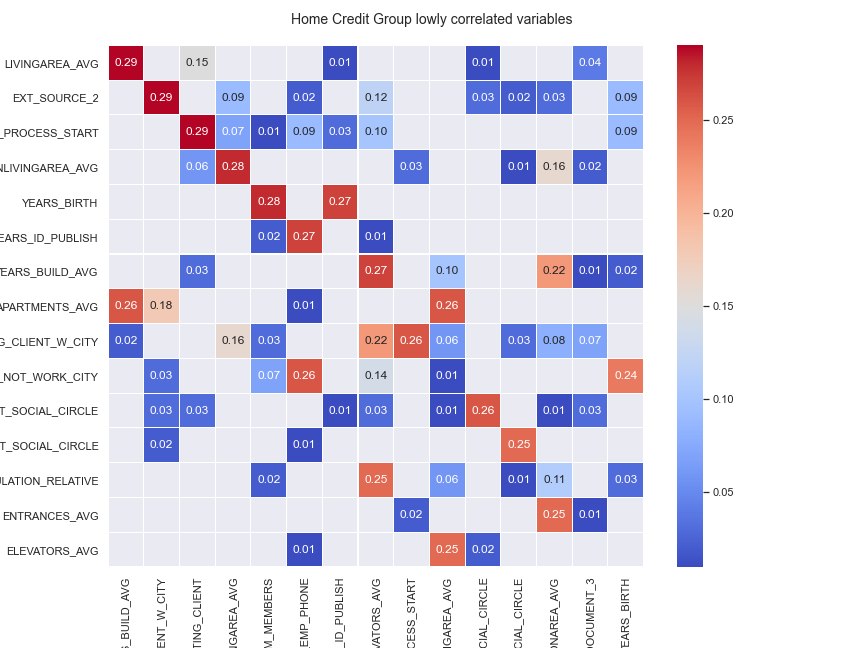 Home Credit Group lowly correlated variables
LIVINGAREA_AVG 0.29 0.15 0.01 0.01 0.04
EXT_SOURCE_2 0.29 0.09 0.02 0.12 0.03 0.02 0.03 0.09
_PROCESS_START 0.29 0.07 0.01 0.09 0.03 0.10 0.09
NLIVINGAREA_AVG 0.06 0.28 0.03 0.01 0.16 0.02
YEARS_BIRTH 0.28 0.27
EARS_ID_PUBLISH 0.02 0.27 0.01
EARS_BUILD_AVG 0.03 0.27 0.10 0.22 0.01 0.02
APARTMENTS_AVG 0.26 0.18 0.01 0.26
G_CLIENT_W_CITY 0.02 0.16 0.03 0.22 0.26 0.06 0.03 0.08 0.07
_NOT_WORK_CITY 0.03 0.07 0.26 0.14 0.01 0.24
T_SOCIAL_CIRCLE 0.03 0.03 0.01 0.03 0.01 0.26 0.01 0.03
T_SOCIAL_CIRCLE 0.02 0.01 0.25
ULATION_RELATIVE 0.02 0.25 0.06 0.01 0.11 0.03
ENTRANCES_AVG 0.02 0.25 0.01
ELEVATORS_AVG 0.01 0.25 0.02
S_BUILD_AVG
ENT_W_CITY
TING_CLIENT
NGAREA_AVG
M_MEMBERS
EMP_PHONE
_ID_PUBLISH
VATORS_AVG
CESS_START
NGAREA_AVG
CIAL_CIRCLE
CIAL_CIRCLE
ONAREA_AVG
DOCUMENT_3
EARS_BIRTH
0.25
0.20
0.15
0.10
0.05